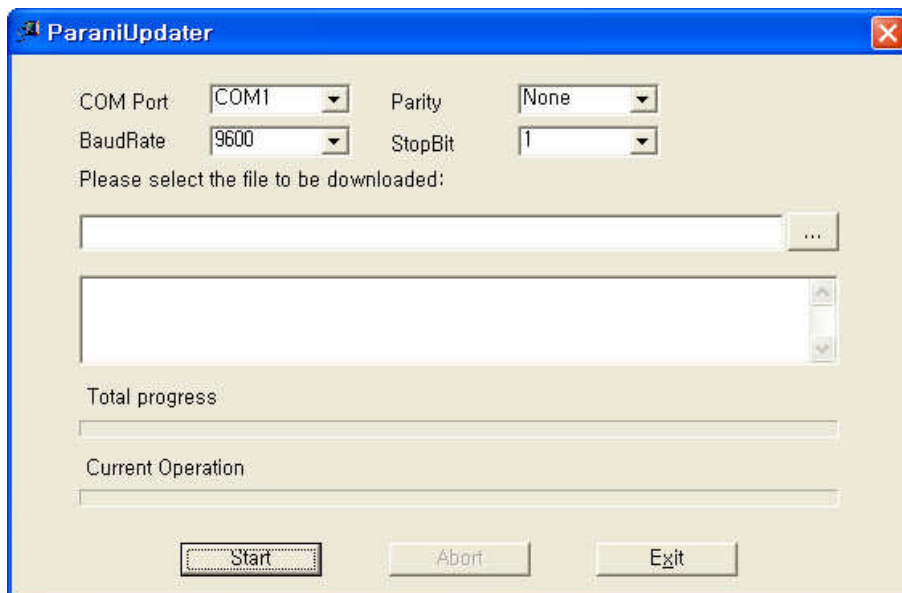 ParaniUpdater
COM Port COM1 Parity None
BaudRate 9600 StopBit 1
Please select the file to be downloaded:
...
Total progress
Current Operation
Start Abort Exit